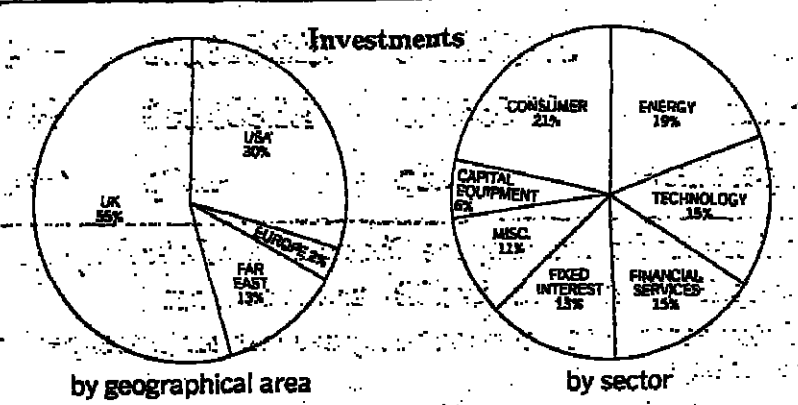 Investments
USA
30%
UK
55%
EUROPE 2%
FAR
EAST
13%
by geographical area
CONSUMER
21%
ENERGY
19%
CAPITAL
EQUIPMENT
6%
TECHNOLOGY
15%
MISC.
11%
FIXED
INTEREST
13%
FINANCIAL
SERVICES
15%
by sector